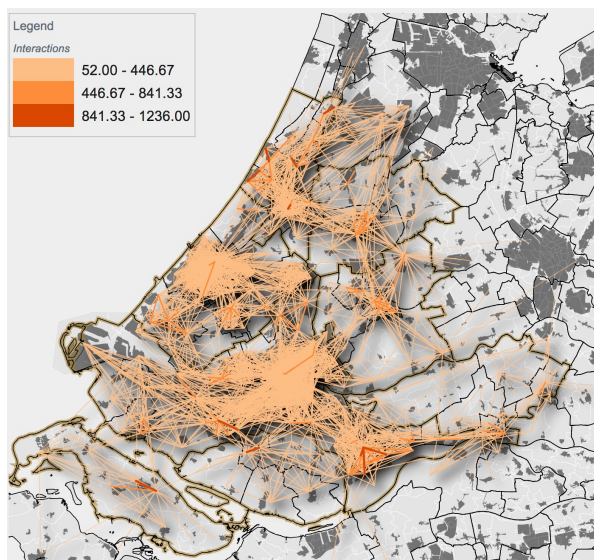 Legend
Interactions
52.00 - 446.67
446.67 - 841.33
841.33 - 1236.00